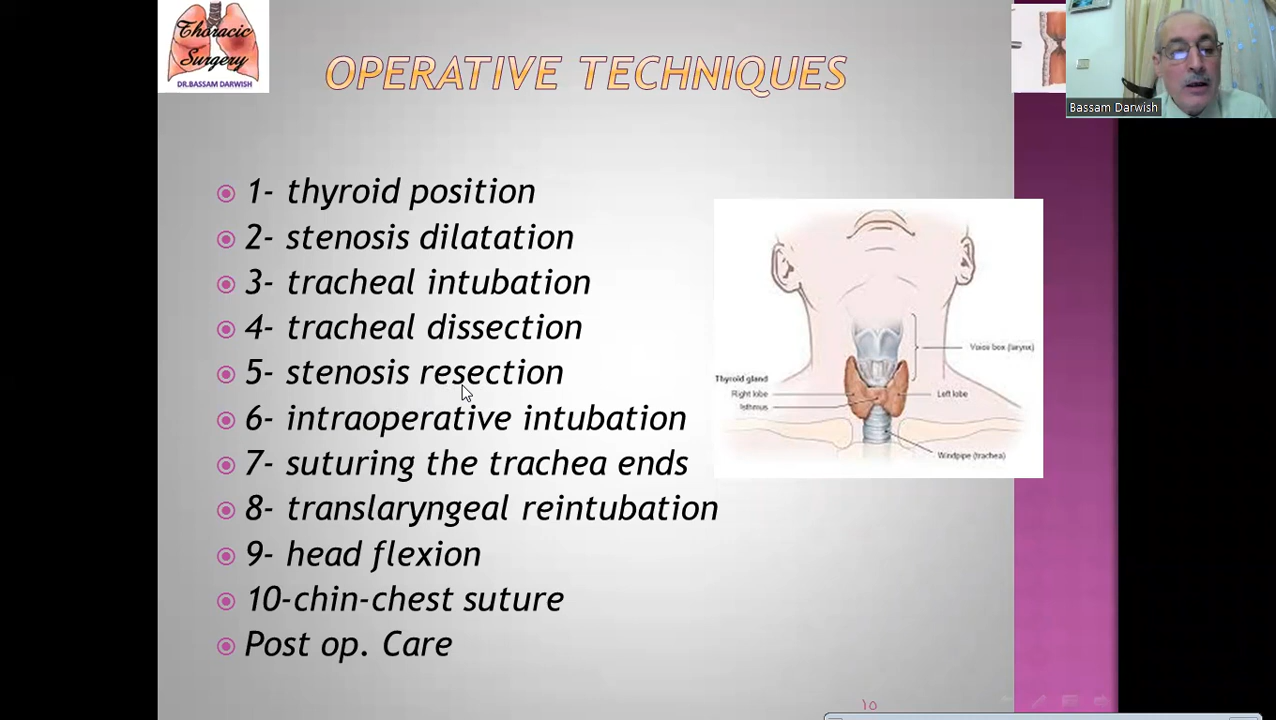 Thoracic
Surgery
DR.BASSAM DARWISH
OPERATIVE TECHNIQUES
Bassam Darwish
1- thyroid position
2- stenosis dilatation
3- tracheal intubation
4- tracheal dissection
5- stenosis resection
6- intraoperative intubation
7- suturing the trachea ends
8- translaryngeal reintubation
9- head flexion
10-chin-chest suture
Post op. Care
Voice box (larynx)
Thyroid gland
Right lobe
Left lobe
Isthmus
Windpipe (trachea)
١٥